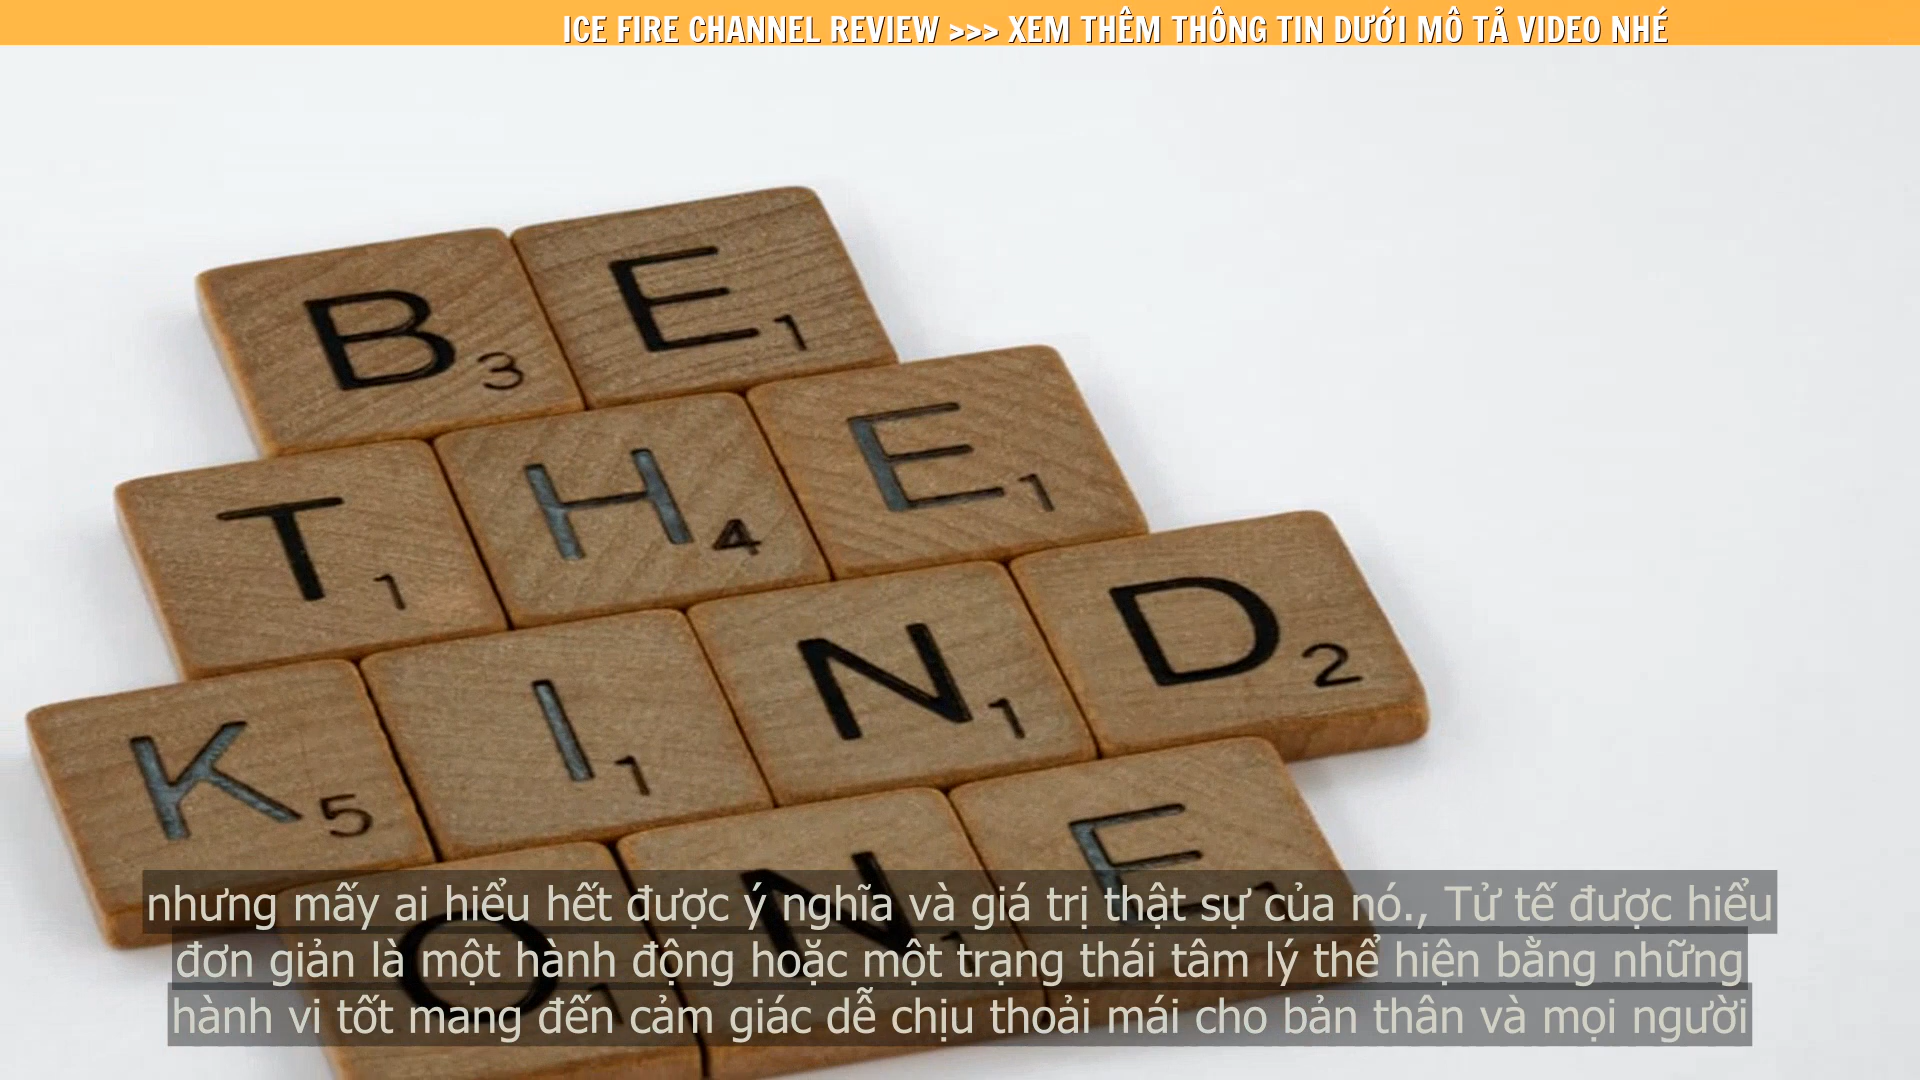 ICE FIRE CHANNEL REVIEW >>> XEM THÊM THÔNG TIN DƯỚI MÔ TẢ VIDEO NHÉ
B3 E1
T1 H4 E1
K5 I1 N1 D2
O1 N1 E1
nhưng mấy ai hiểu hết được ý nghĩa và giá trị thật sự của nó., Tử tế được hiểu
đơn giản là một hành động hoặc một trạng thái tâm lý thể hiện bằng những
hành vi tốt mang đến cảm giác dễ chịu thoải mái cho bản thân và mọi người